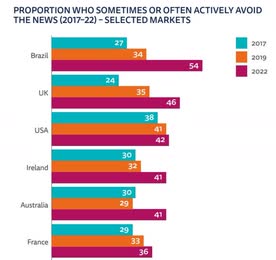 PROPORTION WHO SOMETIMES OR OFTEN ACTIVELY AVOID
THE NEWS (2017–22) – SELECTED MARKETS
2017
2019
2022
Brazil
27
34
54
UK
24
35
46
USA
38
41
42
Ireland
30
32
41
Australia
30
29
41
France
29
33
36